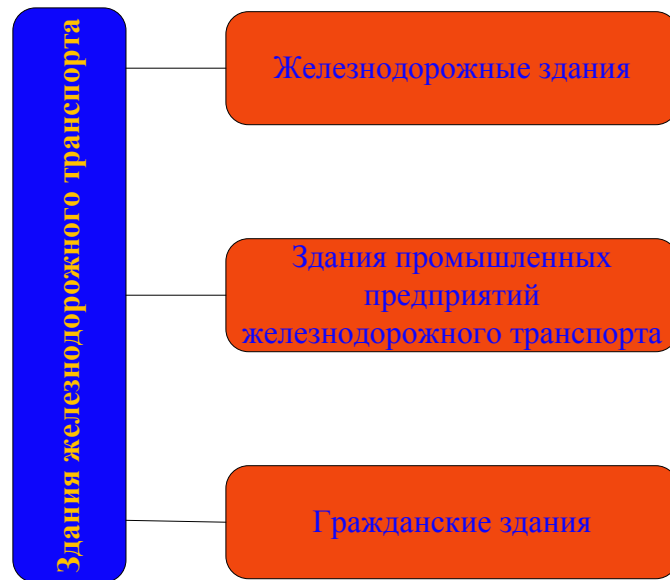 Здания железнодорожного транспорта
Железнодорожные здания
Здания промышленных
предприятий
железнодорожного транспорта
Гражданские здания